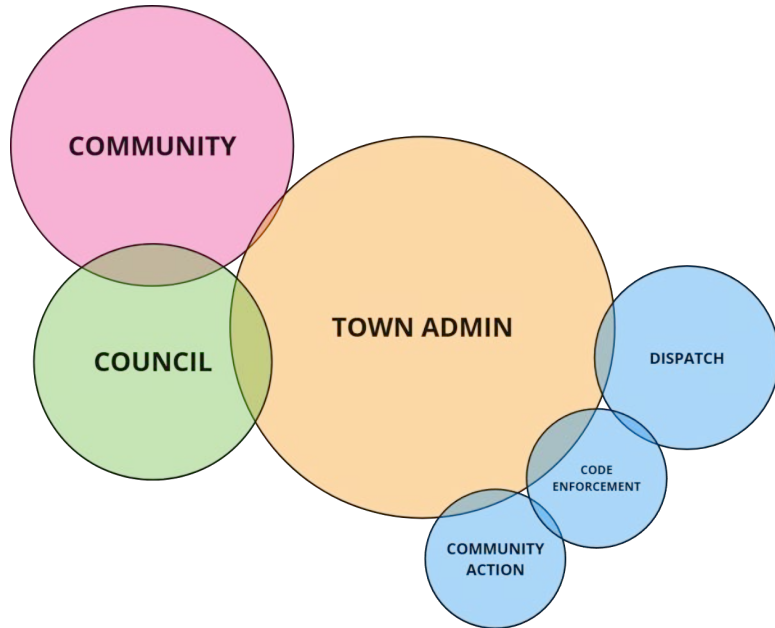 COMMUNITY
COUNCIL
TOWN ADMIN
DISPATCH
CODE
ENFORCEMENT
COMMUNITY
ACTION